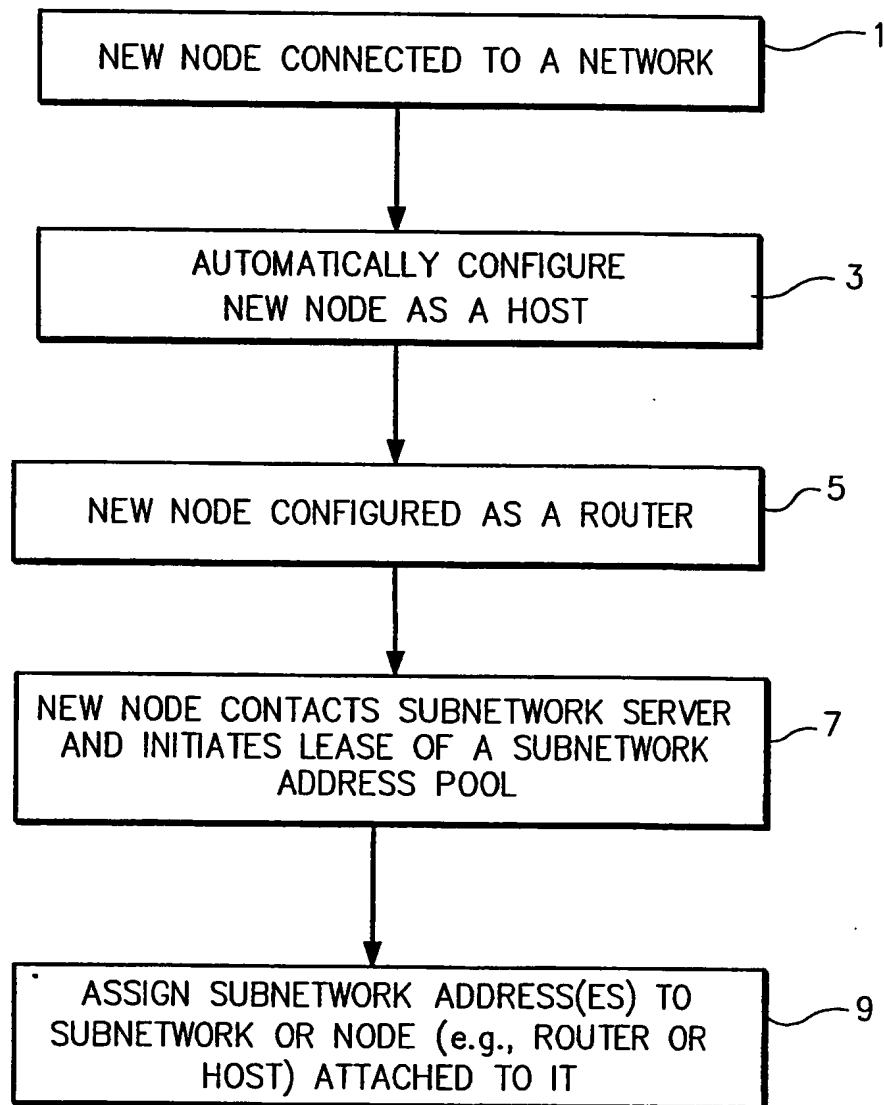 NEW NODE CONNECTED TO A NETWORK
1
AUTOMATICALLY CONFIGURE
NEW NODE AS A HOST
3
NEW NODE CONFIGURED AS A ROUTER
5
NEW NODE CONTACTS SUBNETWORK SERVER
AND INITIATES LEASE OF A SUBNETWORK
ADDRESS POOL
7
ASSIGN SUBNETWORK ADDRESS(ES) TO
SUBNETWORK OR NODE (e.g., ROUTER OR
HOST) ATTACHED TO IT
9